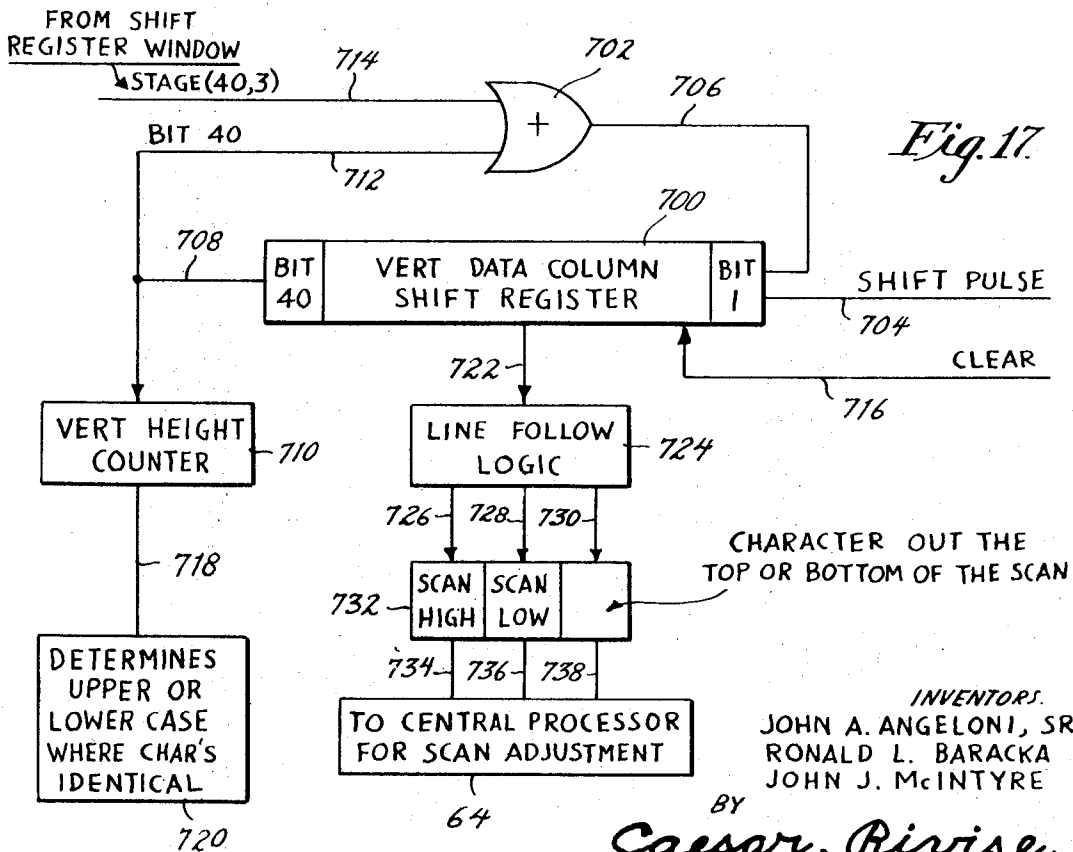 FROM SHIFT
REGISTER WINDOW
STAGE (40,3)
714
702
706
BIT 40
712
Fig. 17.
700
708
BIT
40
VERT DATA COLUMN
SHIFT REGISTER
BIT
1
SHIFT PULSE
704
722
CLEAR
716
VERT HEIGHT
COUNTER
710
LINE FOLLOW
LOGIC
724
726
728
730
CHARACTER OUT THE
TOP OR BOTTOM OF THE SCAN
718
732
SCAN
HIGH
SCAN
LOW
734
736
738
DETERMINES
UPPER OR
LOWER CASE
WHERE CHAR'S
IDENTICAL
720
TO CENTRAL PROCESSOR
FOR SCAN ADJUSTMENT
64
INVENTORS.
JOHN A. ANGELONI, SR
RONALD L. BARACKA
JOHN J. McINTYRE
BY
Caesar, Rivise,